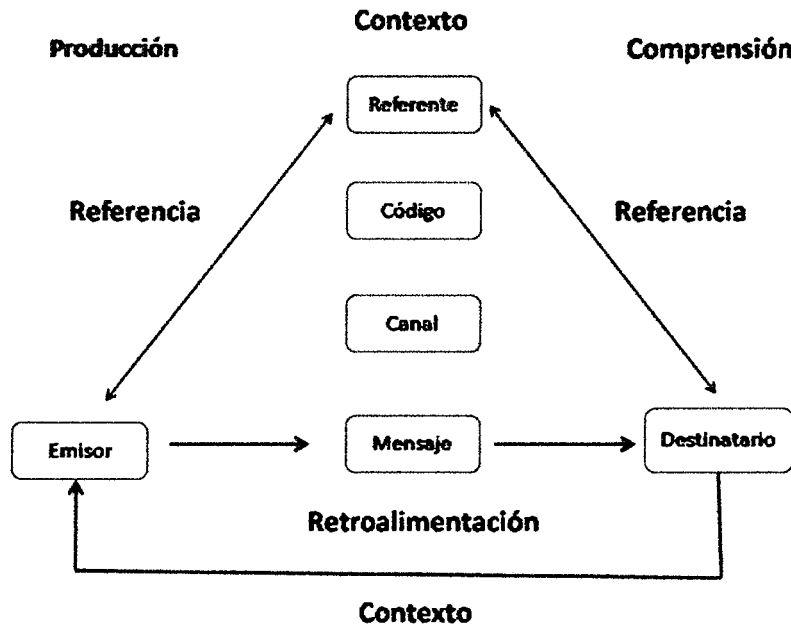 Contexto
Producción
Comprensión
Referente
Referencia
Código
Referencia
Canal
Emisor
Mensaje
Destinatario
Retroalimentación
Contexto